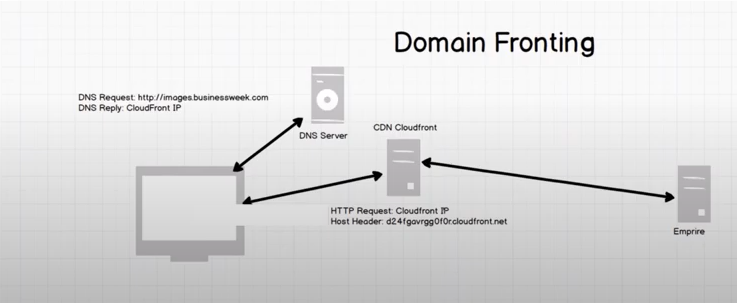 Domain Fronting
DNS Request: http://images.businessweek.com
DNS Reply: CloudFront IP
DNS Server
CDN Cloudfront
HTTP Request: Cloudfront IP
Host Header: d24fgavrgg0f0r.cloudfront.net
Emprire